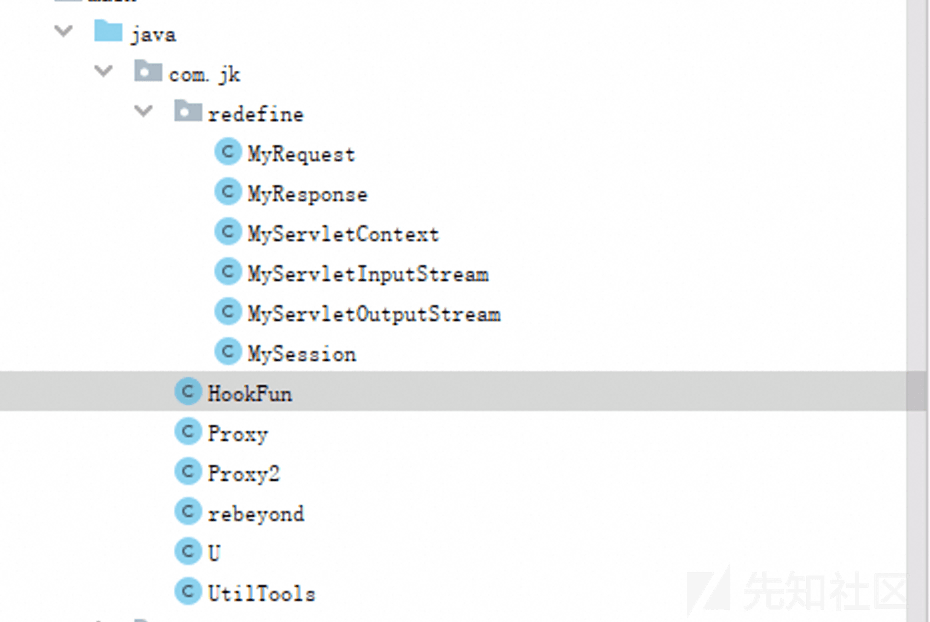 java
com.jk
redefine
C MyRequest
C MyResponse
C MyServletContext
C MyServletInputStream
C MyServletOutputStream
C MySession
C HookFun
C Proxy
C Proxy2
C rebeyond
C U
C UtilTools
先知社区